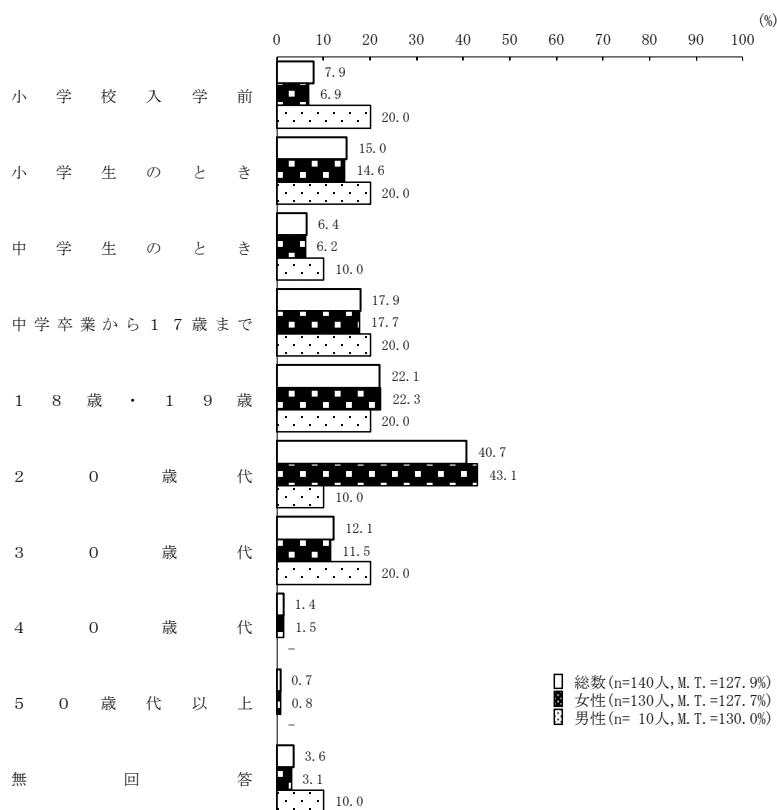 (%)
0 10 20 30 40 50 60 70 80 90 100
小学校入学前
7.9
6.9
20.0
小学生のとき
15.0
14.6
20.0
中学生のとき
6.4
6.2
10.0
中学卒業から１７歳まで
17.9
17.7
20.0
１８歳・１９歳
22.1
22.3
20.0
２０歳代
40.7
43.1
10.0
３０歳代
12.1
11.5
20.0
４０歳代
1.4
1.5
-
５０歳代以上
0.7
0.8
-
無回答
3.6
3.1
10.0
総数(n=140人,M.T.=127.9%)
女性(n=130人,M.T.=127.7%)
男性(n= 10人,M.T.=130.0%)